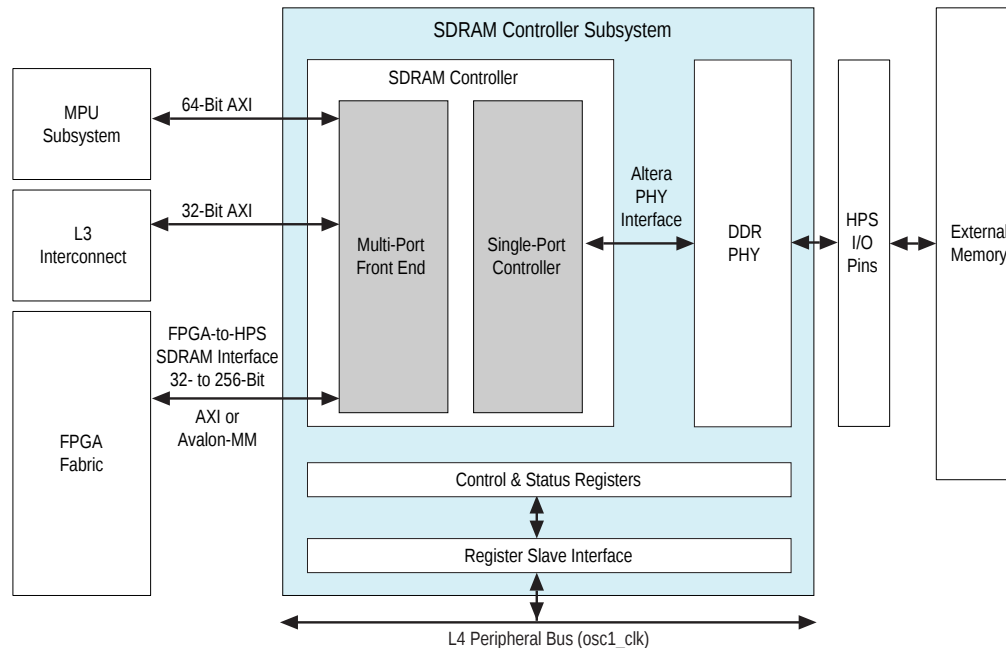 SDRAM Controller Subsystem
SDRAM Controller
MPU
Subsystem
64-Bit AXI
L3
Interconnect
32-Bit AXI
FPGA
Fabric
FPGA-to-HPS
SDRAM Interface
32- to 256-Bit
AXI or
Avalon-MM
Multi-Port
Front End
Single-Port
Controller
Altera
PHY
Interface
DDR
PHY
HPS
I/O
Pins
External
Memory
Control & Status Registers
Register Slave Interface
L4 Peripheral Bus (osc1_clk)